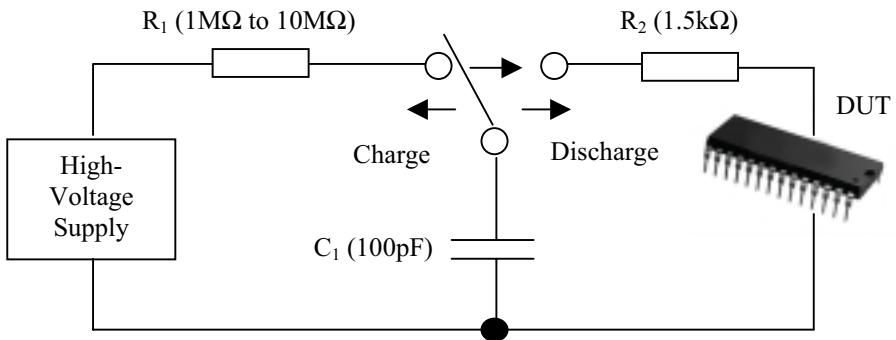 R₁ (1MΩ to 10MΩ)
R₂ (1.5kΩ)
DUT
Charge
Discharge
High-
Voltage
Supply
C₁ (100pF)